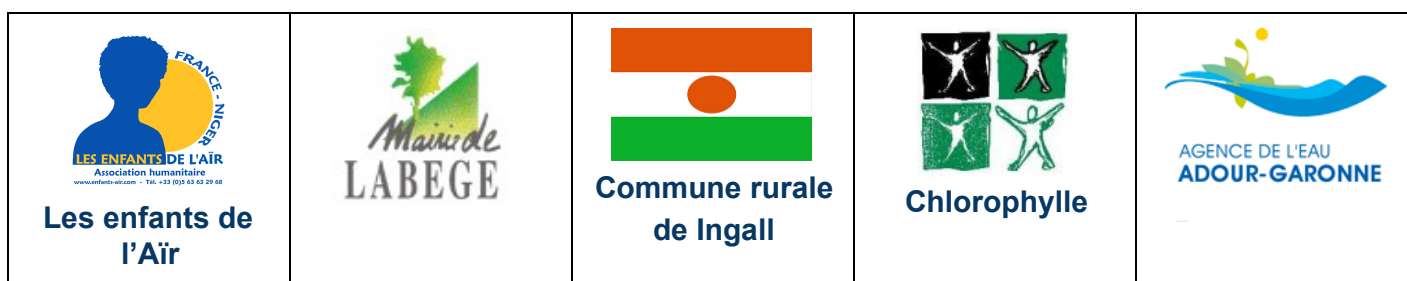 FRANCE - NIGER
LES ENFANTS DE L'AÏR
Association humanitaire
www.enfants-air.com - Tél. +33 (0)5 63 63 29 68
Les enfants de
l'Aïr
Mairie de
LABEGE
Commune rurale
de Ingall
Chlorophylle
AGENCE DE L'EAU
ADOUR-GARONNE